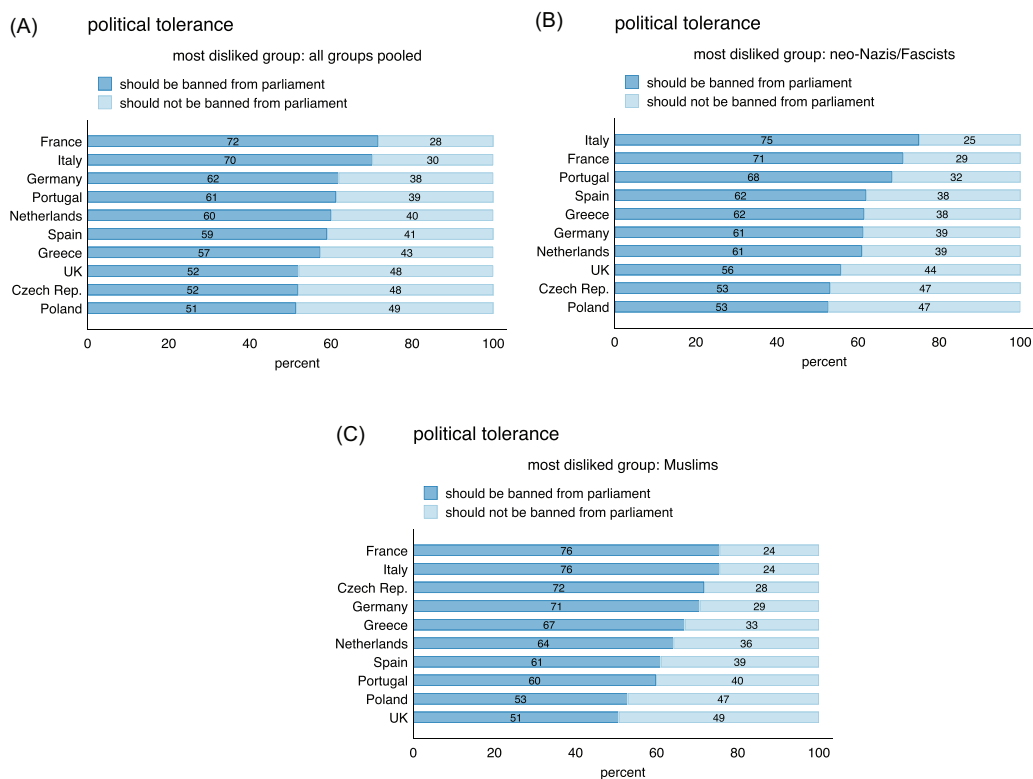 (A)
political tolerance
most disliked group: all groups pooled
should be banned from parliament
should not be banned from parliament
France 72 28
Italy 70 30
Germany 62 38
Portugal 61 39
Netherlands 60 40
Spain 59 41
Greece 57 43
UK 52 48
Czech Rep. 52 48
Poland 51 49
0 20 40 60 80 100
percent
(B)
political tolerance
most disliked group: neo-Nazis/Fascists
should be banned from parliament
should not be banned from parliament
Italy 75 25
France 71 29
Portugal 68 32
Spain 62 38
Greece 62 38
Germany 61 39
Netherlands 61 39
UK 56 44
Czech Rep. 53 47
Poland 53 47
0 20 40 60 80 100
percent
(C)
political tolerance
most disliked group: Muslims
should be banned from parliament
should not be banned from parliament
France 76 24
Italy 76 24
Czech Rep. 72 28
Germany 71 29
Greece 67 33
Netherlands 64 36
Spain 61 39
Portugal 60 40
Poland 53 47
UK 51 49
0 20 40 60 80 100
percent